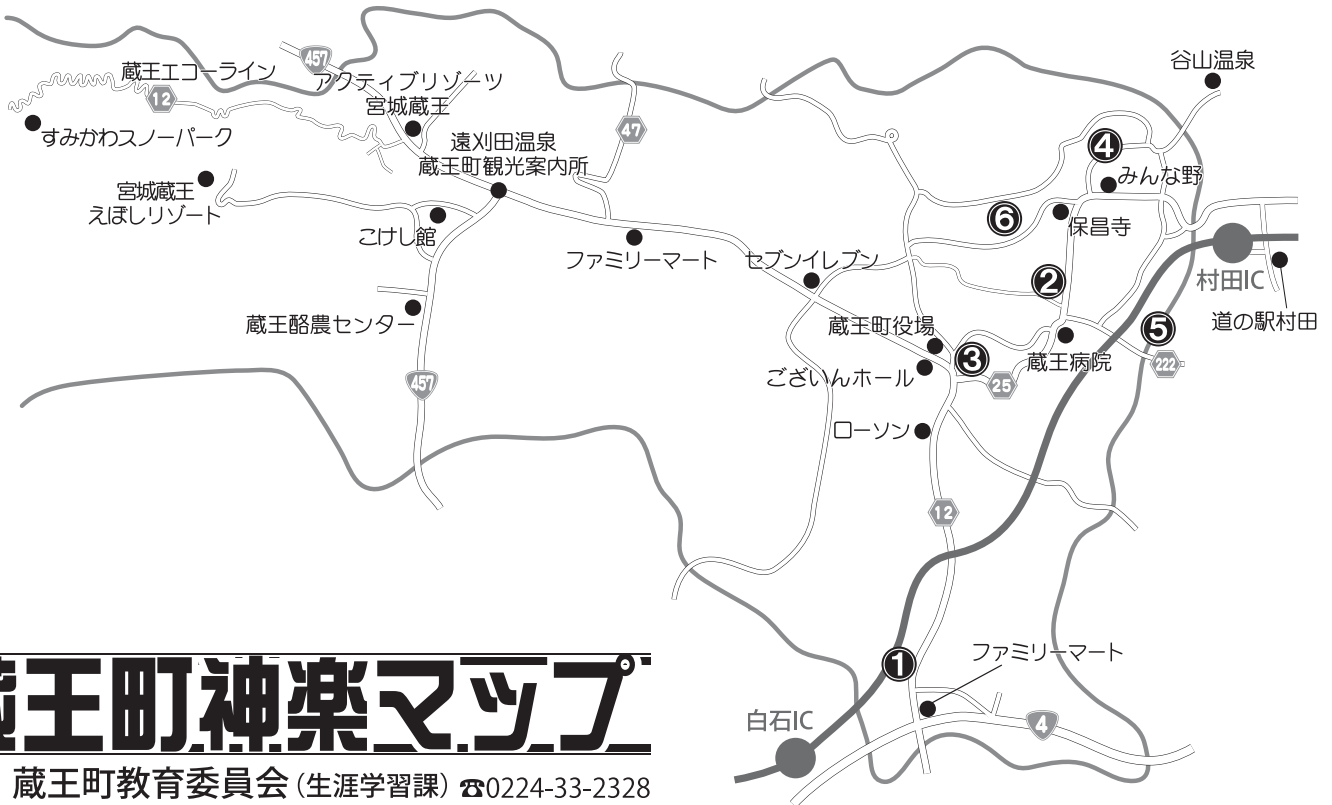 457
蔵王エコーライン
12
アクティブリゾーツ
宮城蔵王
すみかわスノーパーク
遠刈田温泉
蔵王町観光案内所
47
谷山温泉
4
みんな野
宮城蔵王
えぼしリゾート
こけし館
6
保昌寺
ファミリーマート
セブンイレブン
2
村田IC
道の駅村田
蔵王酪農センター
蔵王町役場
3
5
蔵王病院
222
ございんホール
25
457
ローソン
12
1
ファミリーマート
白石IC
4
蔵王町神楽マップ
蔵王町教育委員会(生涯学習課) ☎0224-33-2328